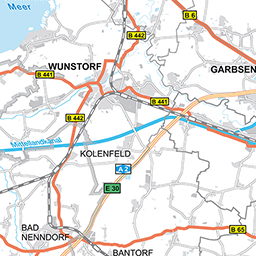 Meer
B 6
B 442
WUNSTORF
GARBSEN
B 441
B 441
B 442
Mittellandkanal
KOLENFELD
A 2
E 30
BAD
NENNDORF
B 65
BANTORF